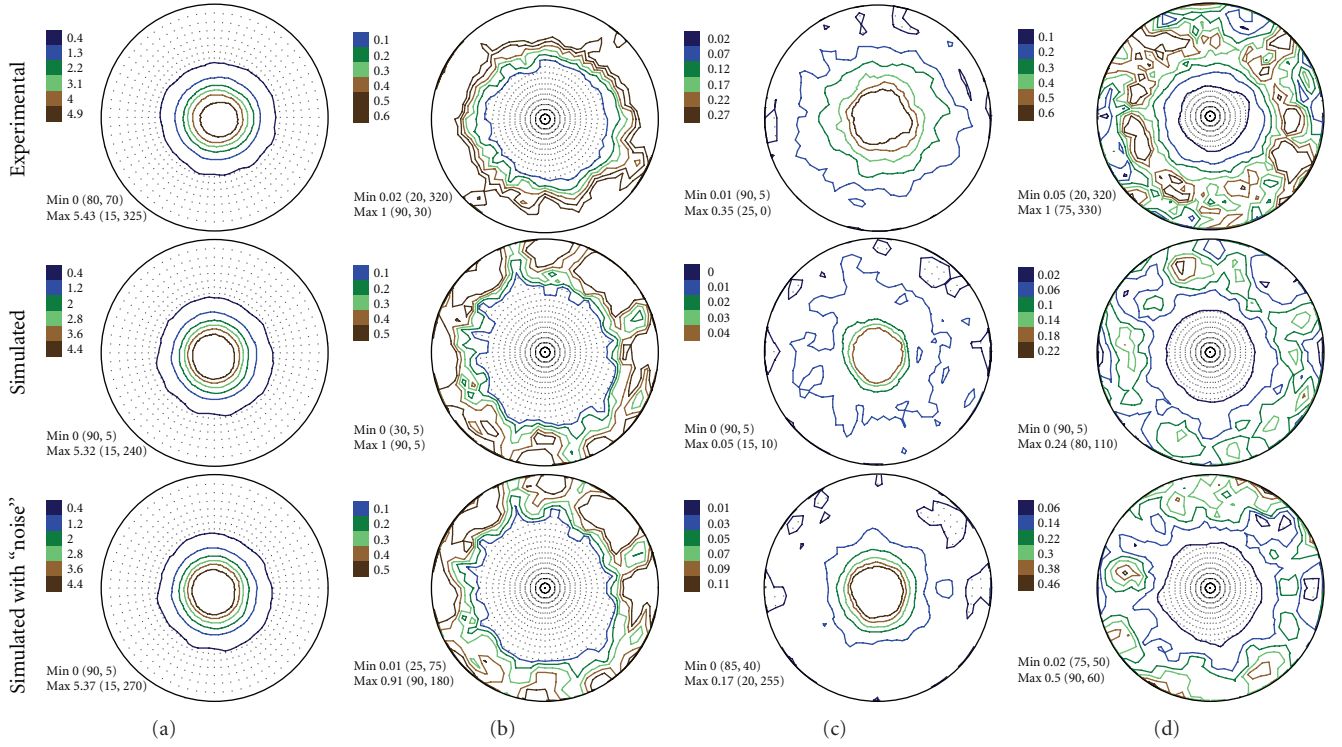 Experimental
0.4
1.3
2.2
3.1
4
4.9
Min 0 (80, 70)
Max 5.43 (15, 325)
0.1
0.2
0.3
0.4
0.5
0.6
Min 0.02 (20, 320)
Max 1 (90, 30)
0.02
0.07
0.12
0.17
0.22
0.27
Min 0.01 (90, 5)
Max 0.35 (25, 0)
0.1
0.2
0.3
0.4
0.5
0.6
Min 0.05 (20, 320)
Max 1 (75, 330)
Simulated
0.4
1.2
2
2.8
3.6
4.4
Min 0 (90, 5)
Max 5.32 (15, 240)
0.1
0.2
0.3
0.4
0.5
Min 0 (30, 5)
Max 1 (90, 5)
0
0.01
0.02
0.03
0.04
Min 0 (90, 5)
Max 0.05 (15, 10)
0.02
0.06
0.1
0.14
0.18
0.22
Min 0 (90, 5)
Max 0.24 (80, 110)
Simulated with “noise”
0.4
1.2
2
2.8
3.6
4.4
Min 0 (90, 5)
Max 5.37 (15, 270)
0.1
0.2
0.3
0.4
0.5
Min 0.01 (25, 75)
Max 0.91 (90, 180)
0.01
0.03
0.05
0.07
0.09
0.11
Min 0 (85, 40)
Max 0.17 (20, 255)
0.06
0.14
0.22
0.3
0.38
0.46
Min 0.02 (75, 50)
Max 0.5 (90, 60)
(a)
(b)
(c)
(d)